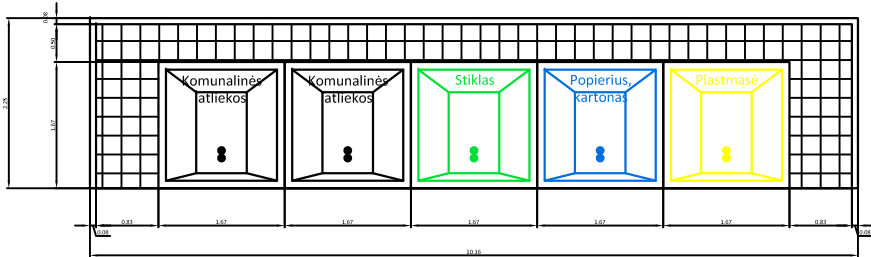 0.08
0.50
2.25
1.67
Komunalinės
atliekos
Komunalinės
atliekos
Stiklas
Popierius,
kartonas
Plastmasė
0.83
1.67
1.67
1.67
1.67
1.67
0.83
0.08
0.08
10.16